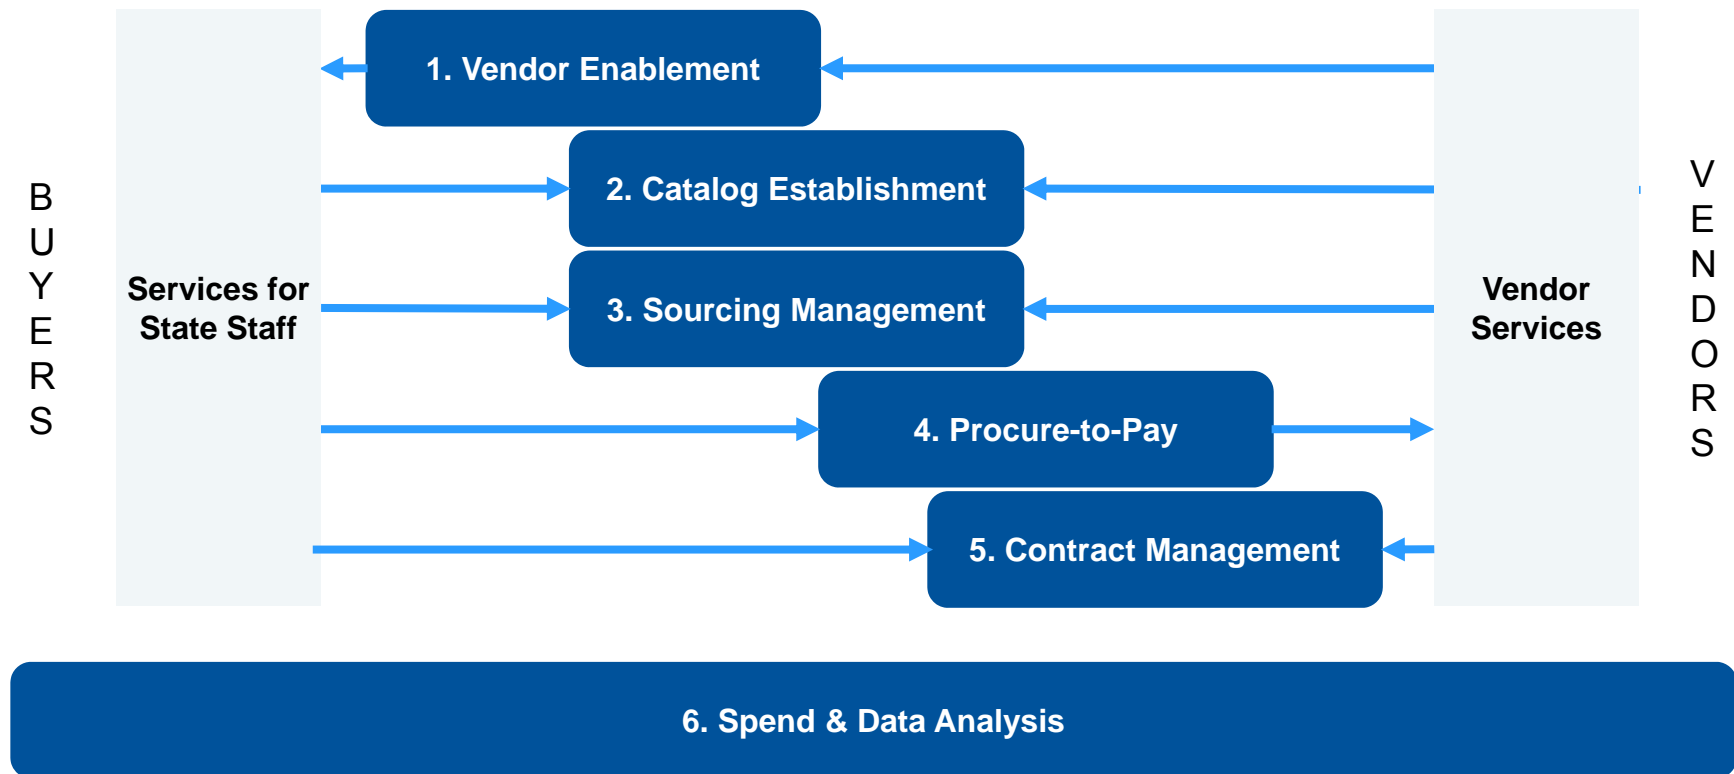 1. Vendor Enablement
2. Catalog Establishment
3. Sourcing Management
4. Procure-to-Pay
5. Contract Management
B
U
Y
E
R
S
Services for
State Staff
Vendor
Services
V
E
N
D
O
R
S
6. Spend & Data Analysis